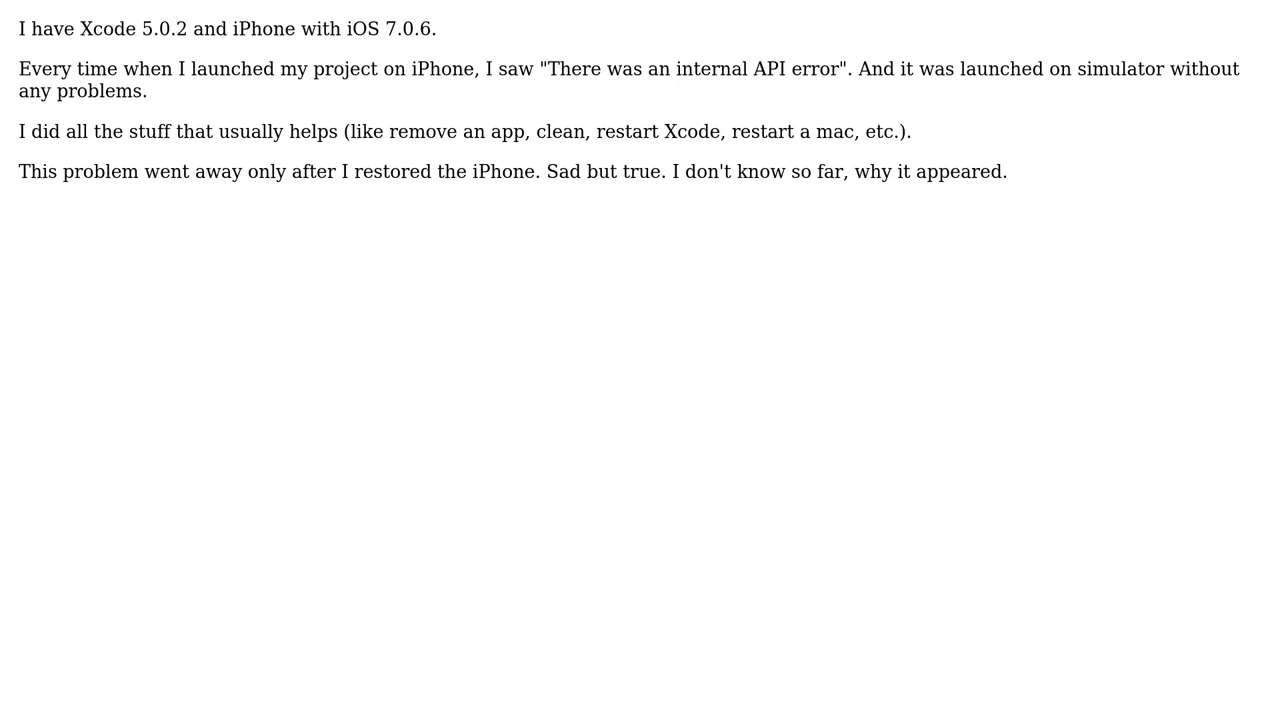 I have Xcode 5.0.2 and iPhone with iOS 7.0.6.
Every time when I launched my project on iPhone, I saw "There was an internal API error". And it was launched on simulator without
any problems.
I did all the stuff that usually helps (like remove an app, clean, restart Xcode, restart a mac, etc.).
This problem went away only after I restored the iPhone. Sad but true. I don't know so far, why it appeared.